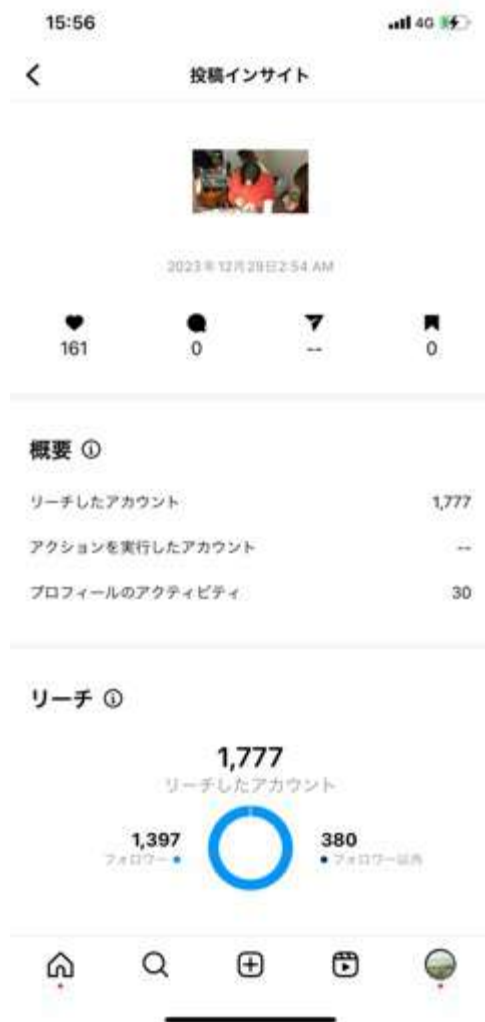 15:56
4G
投稿インサイト
2023年12月29日2:54 AM
161
0
--
0
概要
リーチしたアカウント
1,777
アクションを実行したアカウント
--
プロフィールのアクティビティ
30
リーチ
1,777
リーチしたアカウント
1,397
フォロワー
380
フォロワー以外